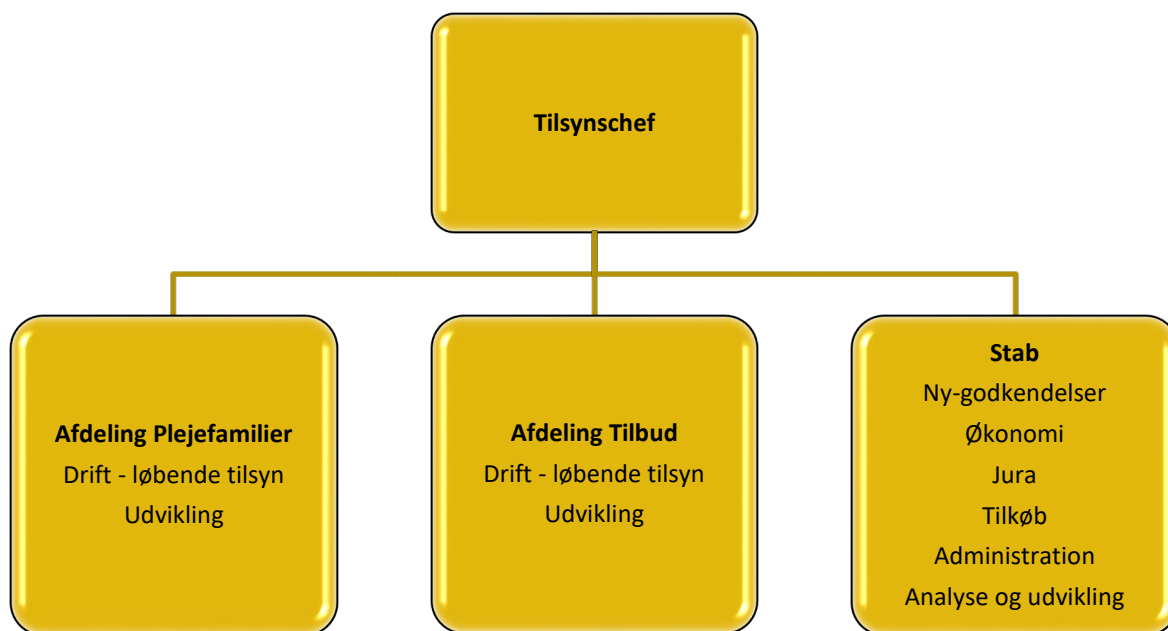 Tilsynschef
Afdeling Plejefamilier
Drift - løbende tilsyn
Udvikling
Afdeling Tilbud
Drift - løbende tilsyn
Udvikling
Stab
Ny-godkendelser
Økonomi
Jura
Tilkøb
Administration
Analyse og udvikling